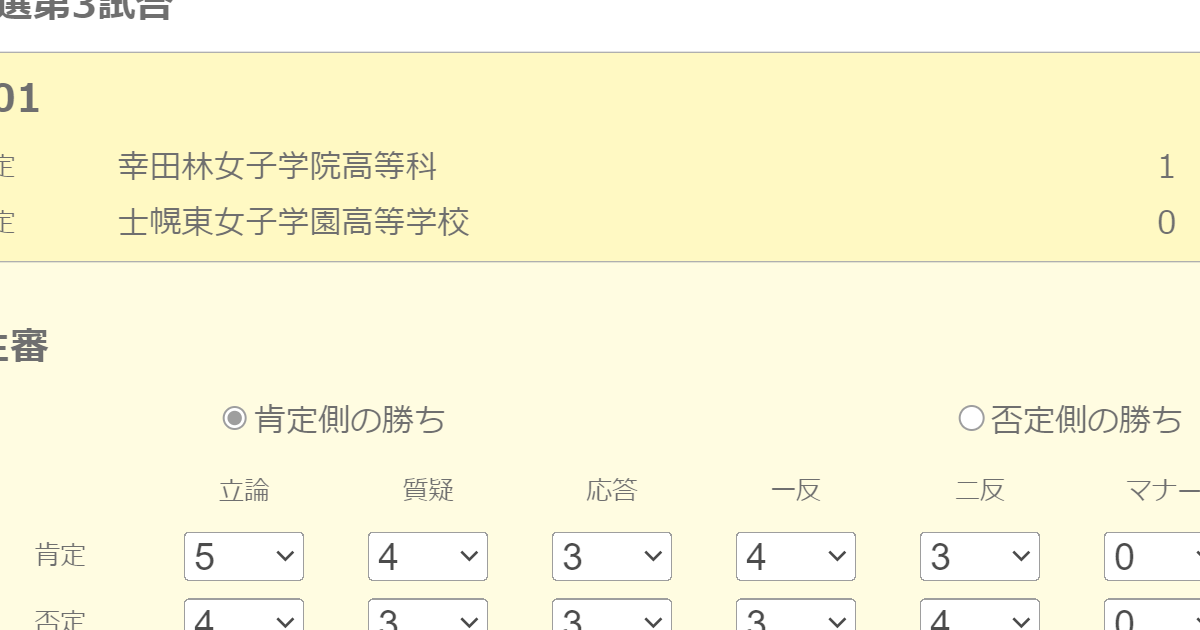 選第3試合
01
定 幸田林女子学院高等科 1
定 士幌東女子学園高等学校 0
主審
肯定側の勝ち 否定側の勝ち
立論 質疑 応答 一反 二反 マナー
肯定 5 4 3 4 3 0
否定 4 3 3 3 4 0